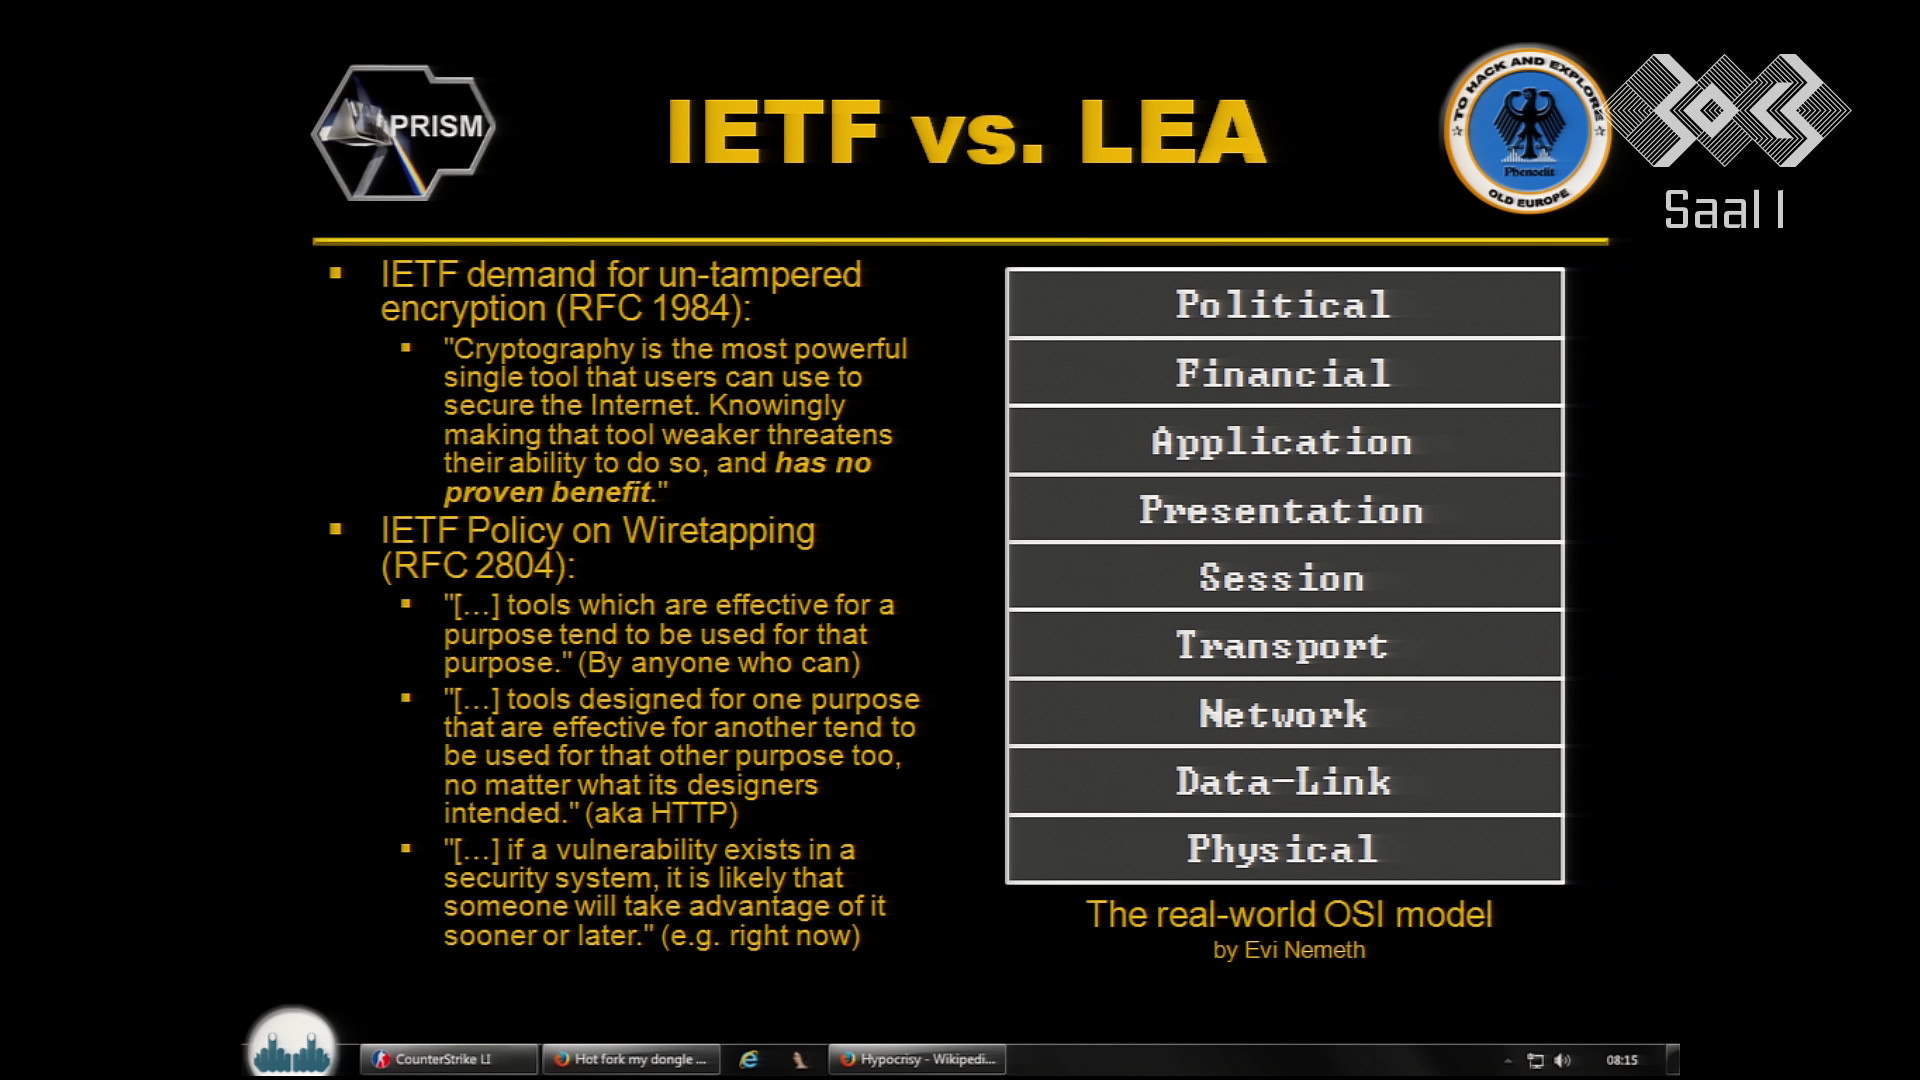 PRISM
IETF vs. LEA
TO HACK AND EXPLORE
Phenoelit
OLD EUROPE
Saal 1
IETF demand for un-tampered
encryption (RFC 1984):
"Cryptography is the most powerful
single tool that users can use to
secure the Internet. Knowingly
making that tool weaker threatens
their ability to do so, and has no
proven benefit."
IETF Policy on Wiretapping
(RFC 2804):
"[...] tools which are effective for a
purpose tend to be used for that
purpose." (By anyone who can)
"[...] tools designed for one purpose
that are effective for another tend to
be used for that other purpose too,
no matter what its designers
intended." (aka HTTP)
"[...] if a vulnerability exists in a
security system, it is likely that
someone will take advantage of it
sooner or later." (e.g. right now)
Political
Financial
Application
Presentation
Session
Transport
Network
Data-Link
Physical
The real-world OSI model
by Evi Nemeth
CounterStrike LI
Hot fork my dongle ...
Hypocrisy - Wikipedi...
08:15